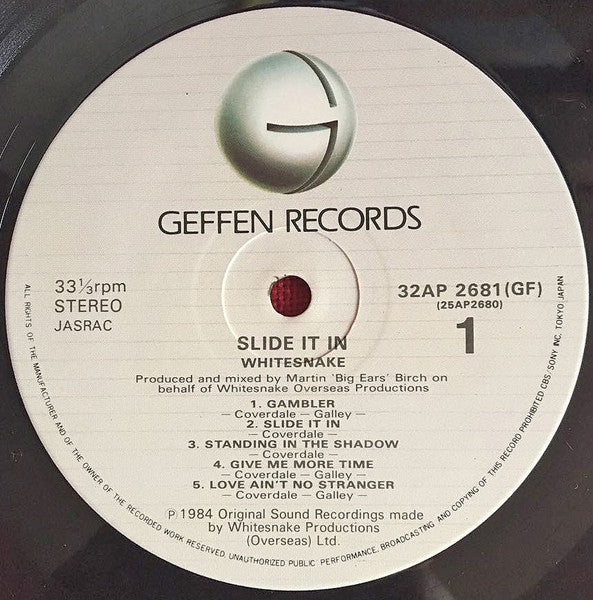 GEFFEN RECORDS
33⅓rpm
STEREO
JASRAC
32AP 2681(GF)
(25AP2680)
1
SLIDE IT IN
WHITESNAKE
Produced and mixed by Martin 'Big Ears' Birch on
behalf of Whitesnake Overseas Productions
1. GAMBLER
— Coverdale – Galley —
2. SLIDE IT IN
— Coverdale —
3. STANDING IN THE SHADOW
— Coverdale —
4. GIVE ME MORE TIME
— Coverdale – Galley —
5. LOVE AIN'T NO STRANGER
— Coverdale – Galley —
Ⓟ1984 Original Sound Recordings made
by Whitesnake Productions
(Overseas) Ltd.
ALL RIGHTS OF THE MANUFACTURER AND OF THE OWNER OF THE RECORDED WORK RESERVED. UNAUTHORIZED PUBLIC PERFORMANCE, BROADCASTING AND COPYING OF THIS RECORD PROHIBITED CBS/SONY INC. TOKYO JAPAN